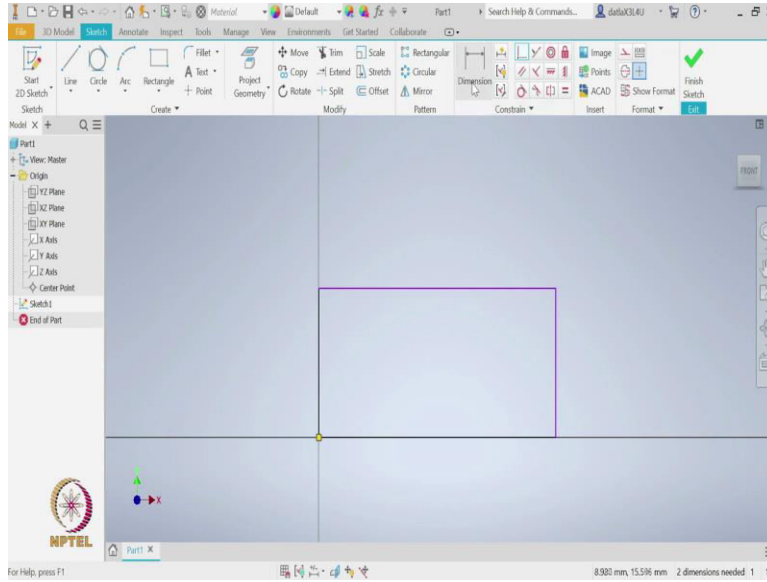 Material Default fx Part1 Search Help & Commands... datlaX3L4U
File 3D Model Sketch Annotate Inspect Tools Manage View Environments Get Started Collaborate
Start 2D Sketch Line Circle Arc Rectangle Fillet Text Point Project Geometry
Move Copy Rotate Trim Extend Split Scale Stretch Offset
Rectangular Circular Mirror Dimension
Image Points ACAD Show Format Finish Sketch
Sketch Create Modify Pattern Constrain Insert Format Exit
Model X +
Part1
View: Master
Origin
YZ Plane
XZ Plane
XY Plane
X Axis
Y Axis
Z Axis
Center Point
Sketch1
End of Part
FRONT
X
NPTEL
Part1 X
For Help, press F1
8.980 mm, 15.596 mm 2 dimensions needed 1